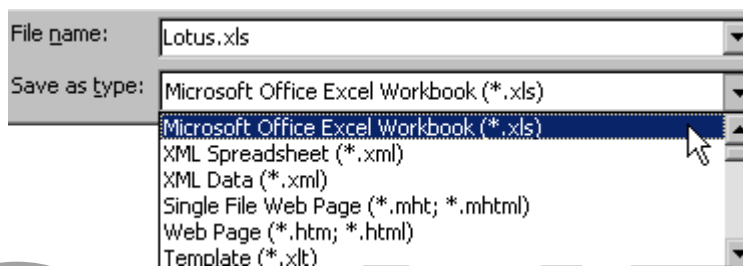 File name: Lotus.xls
Save as type: Microsoft Office Excel Workbook (*.xls)
Microsoft Office Excel Workbook (*.xls)
XML Spreadsheet (*.xml)
XML Data (*.xml)
Single File Web Page (*.mht; *.mhtml)
Web Page (*.htm; *.html)
Template (*.xlt)